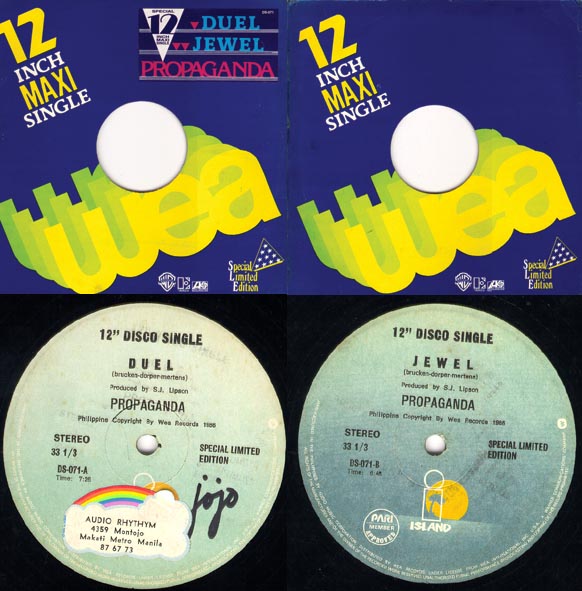 12
INCH
MAXI
SINGLE
SPECIAL
12
INCH MAXI
SINGLE
DS-071
DUEL
JEWEL
PROPAGANDA
wea
Special
Limited
Edition
12
INCH
MAXI
SINGLE
wea
Special
Limited
Edition
12" DISCO SINGLE
DUEL
(brucken-dorper-mertens)
Produced by S.J. Lipson
PROPAGANDA
Philippine Copyright By Wea Records 1986
STEREO
33 1/3
SPECIAL LIMITED
EDITION
DS-071-A
Time: 7:26
jojo
AUDIO RHYTHYM
4359 Montojo
Makati Metro Manila
87 67 73
12" DISCO SINGLE
JEWEL
(brucken-dorper-mertens)
Produced by S.J. Lipson
PROPAGANDA
Philippine Copyright By Wea Records 1986
STEREO
33 1/3
SPECIAL LIMITED
EDITION
DS-071-B
PARI
MEMBER
APPROVED
ISLAND